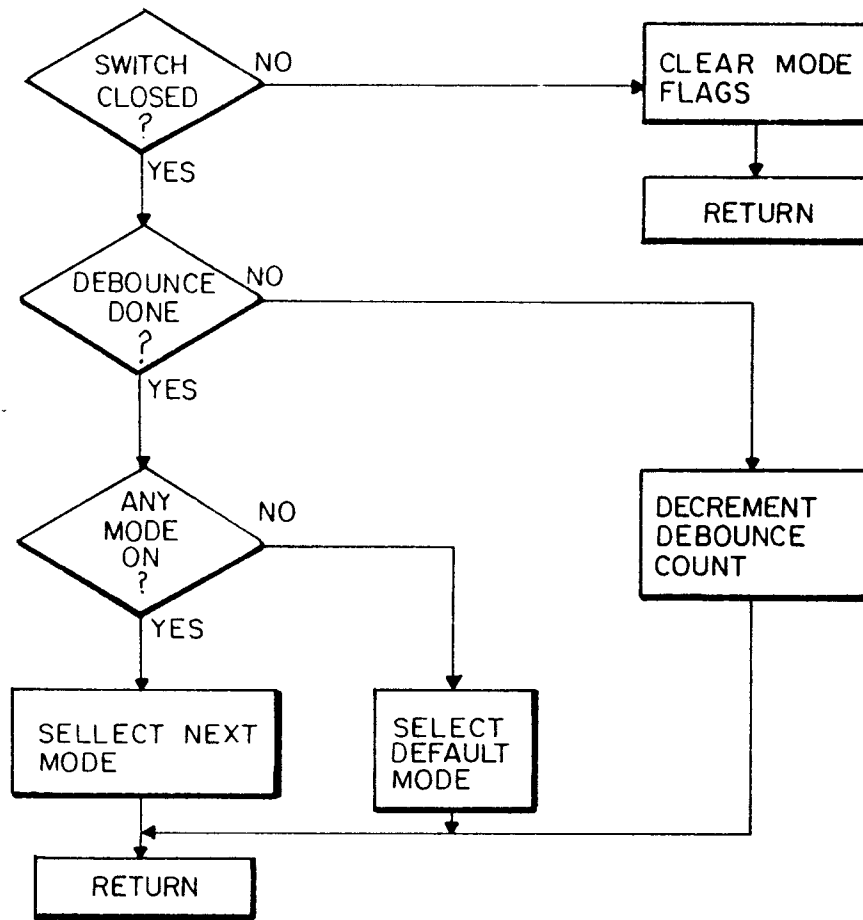 SWITCH
CLOSED
?
NO
YES
CLEAR MODE
FLAGS
RETURN
DEBOUNCE
DONE
?
NO
YES
ANY
MODE
ON
?
NO
YES
DECREMENT
DEBOUNCE
COUNT
SELLECT NEXT
MODE
SELECT
DEFAULT
MODE
RETURN